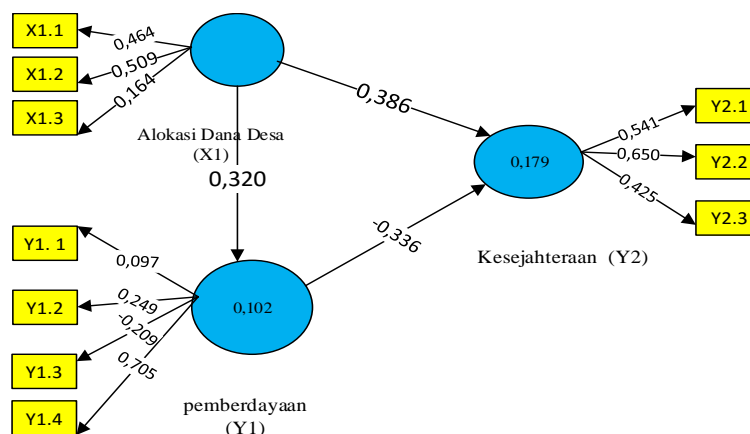 X1.1
0,464
X1.2
0,509
X1.3
0,164
Alokasi Dana Desa
(X1)
0,386
0,320
0,179
Y2.1
0,541
Y2.2
0,650
Y2.3
0,425
Kesejahteraan (Y2)
-0,336
Y1. 1
0,097
Y1.2
0,249
Y1.3
-0,209
Y1.4
0,705
0,102
pemberdayaan
(Y1)